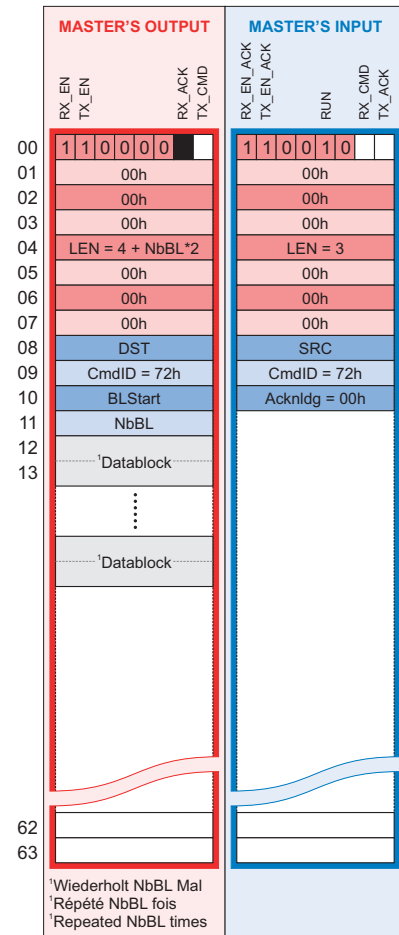 MASTER'S OUTPUT MASTER'S INPUT
RX_EN TX_EN RX_ACK TX_CMD RX_EN_ACK TX_EN_ACK RUN RX_CMD TX_ACK
00 1 1 0 0 0 0 1 1 0 0 1 0
01 00h 00h
02 00h 00h
03 00h 00h
04 LEN = 4 + NbBL*2 LEN = 3
05 00h 00h
06 00h 00h
07 00h 00h
08 DST SRC
09 CmdID = 72h CmdID = 72h
10 BLStart Acknldg = 00h
11 NbBL
12
¹Datablock
13
¹Datablock
62
63
¹Wiederholt NbBL Mal
¹Répété NbBL fois
¹Repeated NbBL times